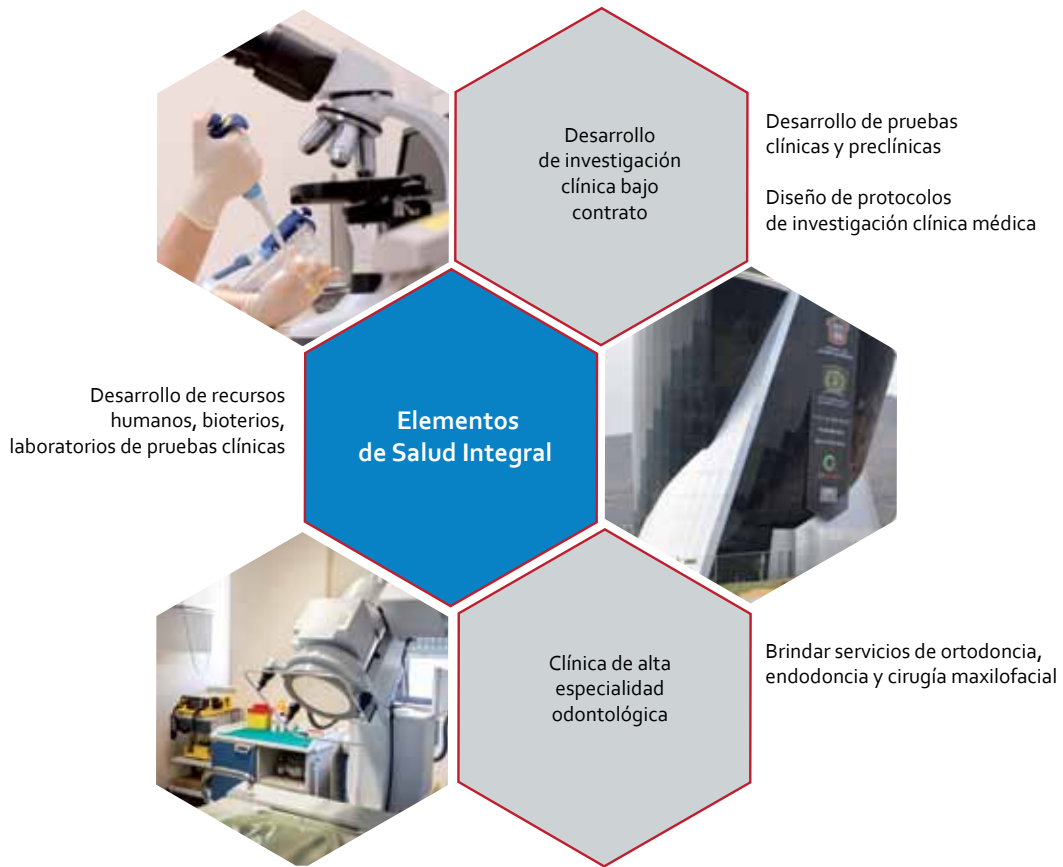 Desarrollo
de investigación
clínica bajo
contrato
Desarrollo de pruebas
clínicas y preclínicas
Diseño de protocolos
de investigación clínica médica
Desarrollo de recursos
humanos, bioterios,
laboratorios de pruebas clínicas
Elementos
de Salud Integral
Clínica de alta
especialidad
odontológica
Brindar servicios de ortodoncia,
endodoncia y cirugía maxilofacial